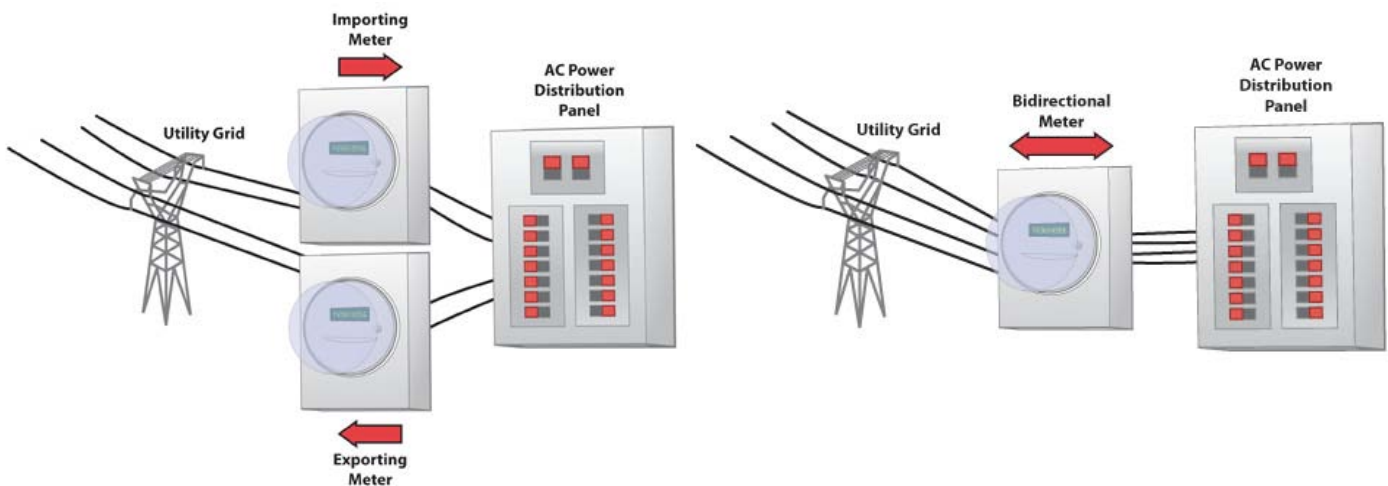 Importing
Meter
AC Power
Distribution
Panel
Utility Grid
Exporting
Meter
AC Power
Distribution
Panel
Bidirectional
Meter
Utility Grid